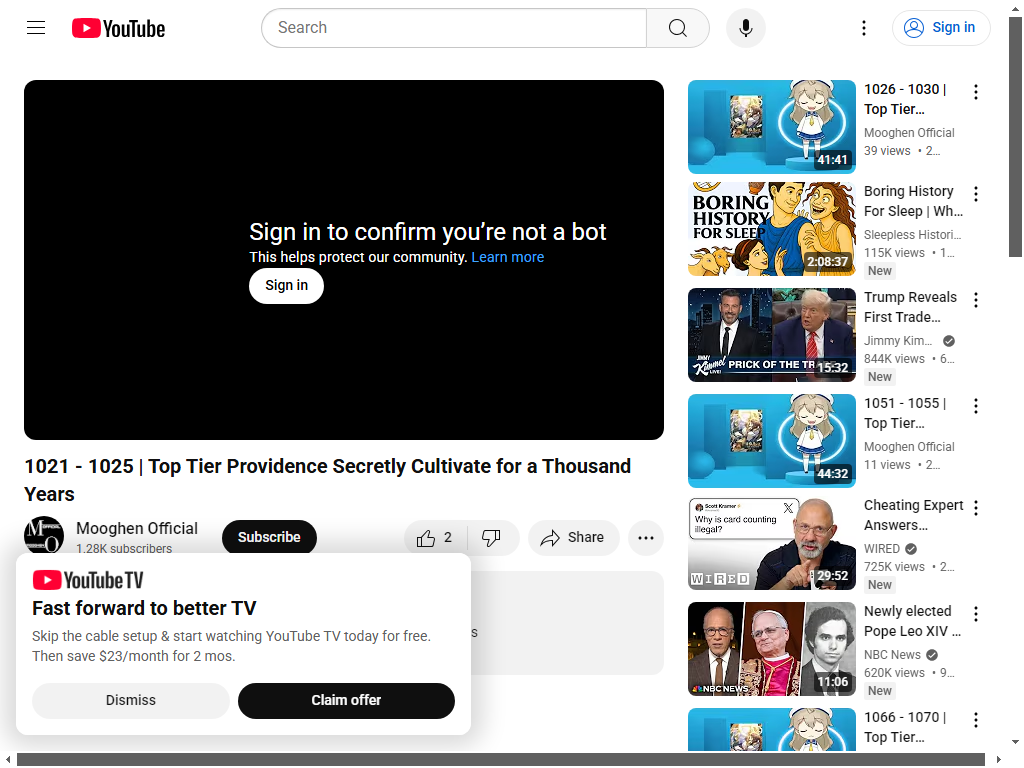 YouTube
Search
Sign in
Sign in to confirm you’re not a bot
This helps protect our community. Learn more
Sign in
1021 - 1025 | Top Tier Providence Secretly Cultivate for a Thousand
Years
Mooghen Official
1.28K subscribers
Subscribe
2
Share
s
YouTube TV
Fast forward to better TV
Skip the cable setup & start watching YouTube TV today for free.
Then save $23/month for 2 mos.
Dismiss
Claim offer
41:41
1026 - 1030 |
Top Tier…
Mooghen Official
39 views • 2…
BORING
HISTORY
FOR SLEEP
2:08:37
Boring History
For Sleep | Wh…
Sleepless Histori…
115K views • 1…
New
JIMMY
Kimmel
LIVE!
PRICK OF THE TR
15:32
Trump Reveals
First Trade…
Jimmy Kim…
844K views • 6…
New
44:32
1051 - 1055 |
Top Tier…
Mooghen Official
11 views • 2…
Scott Kramer
Why is card counting
illegal?
WIRED
29:52
Cheating Expert
Answers…
WIRED
725K views • 2…
New
NBC NEWS
11:06
Newly elected
Pope Leo XIV …
NBC News
620K views • 9…
New
1066 - 1070 |
Top Tier…